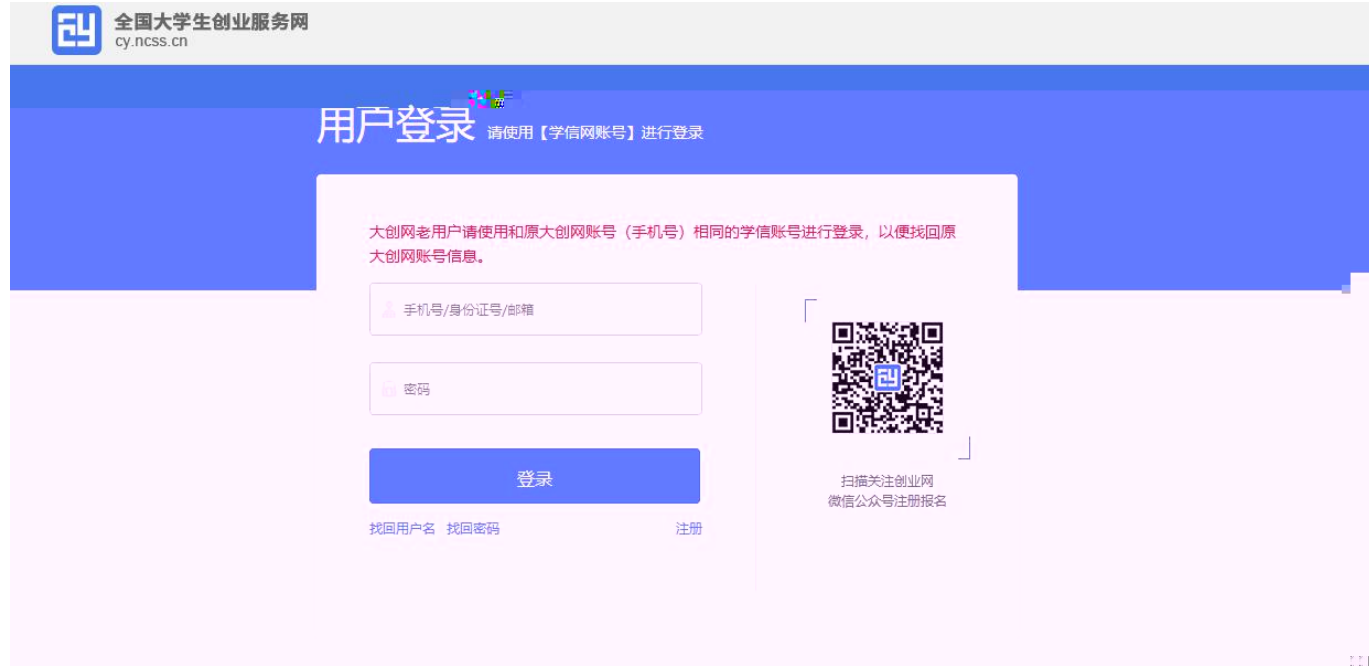 全国大学生创业服务网
cy.ncss.cn
用户登录 请使用【学信网账号】进行登录
大创网老用户请使用和原大创网账号（手机号）相同的学信账号进行登录，以便找回原
大创网账号信息。
手机号/身份证号/邮箱
密码
登录
找回用户名 找回密码 注册
扫描关注创业网
微信公众号注册报名